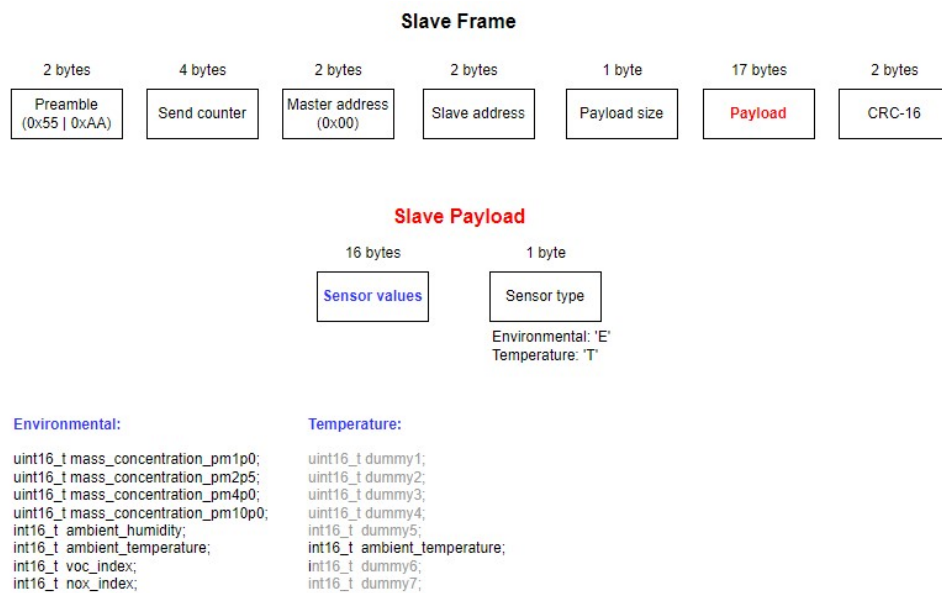 Slave Frame
2 bytes 4 bytes 2 bytes 2 bytes 1 byte 17 bytes 2 bytes
Preamble
(0x55 | 0xAA)
Send counter
Master address
(0x00)
Slave address
Payload size
Payload
CRC-16
Slave Payload
16 bytes 1 byte
Sensor values
Sensor type
Environmental: 'E'
Temperature: 'T'
Environmental:
uint16_t mass_concentration_pm1p0;
uint16_t mass_concentration_pm2p5;
uint16_t mass_concentration_pm4p0;
uint16_t mass_concentration_pm10p0;
int16_t ambient_humidity;
int16_t ambient_temperature;
int16_t voc_index;
int16_t nox_index;
Temperature:
uint16_t dummy1;
uint16_t dummy2;
uint16_t dummy3;
uint16_t dummy4;
int16_t dummy5;
int16_t ambient_temperature;
int16_t dummy6;
int16_t dummy7;